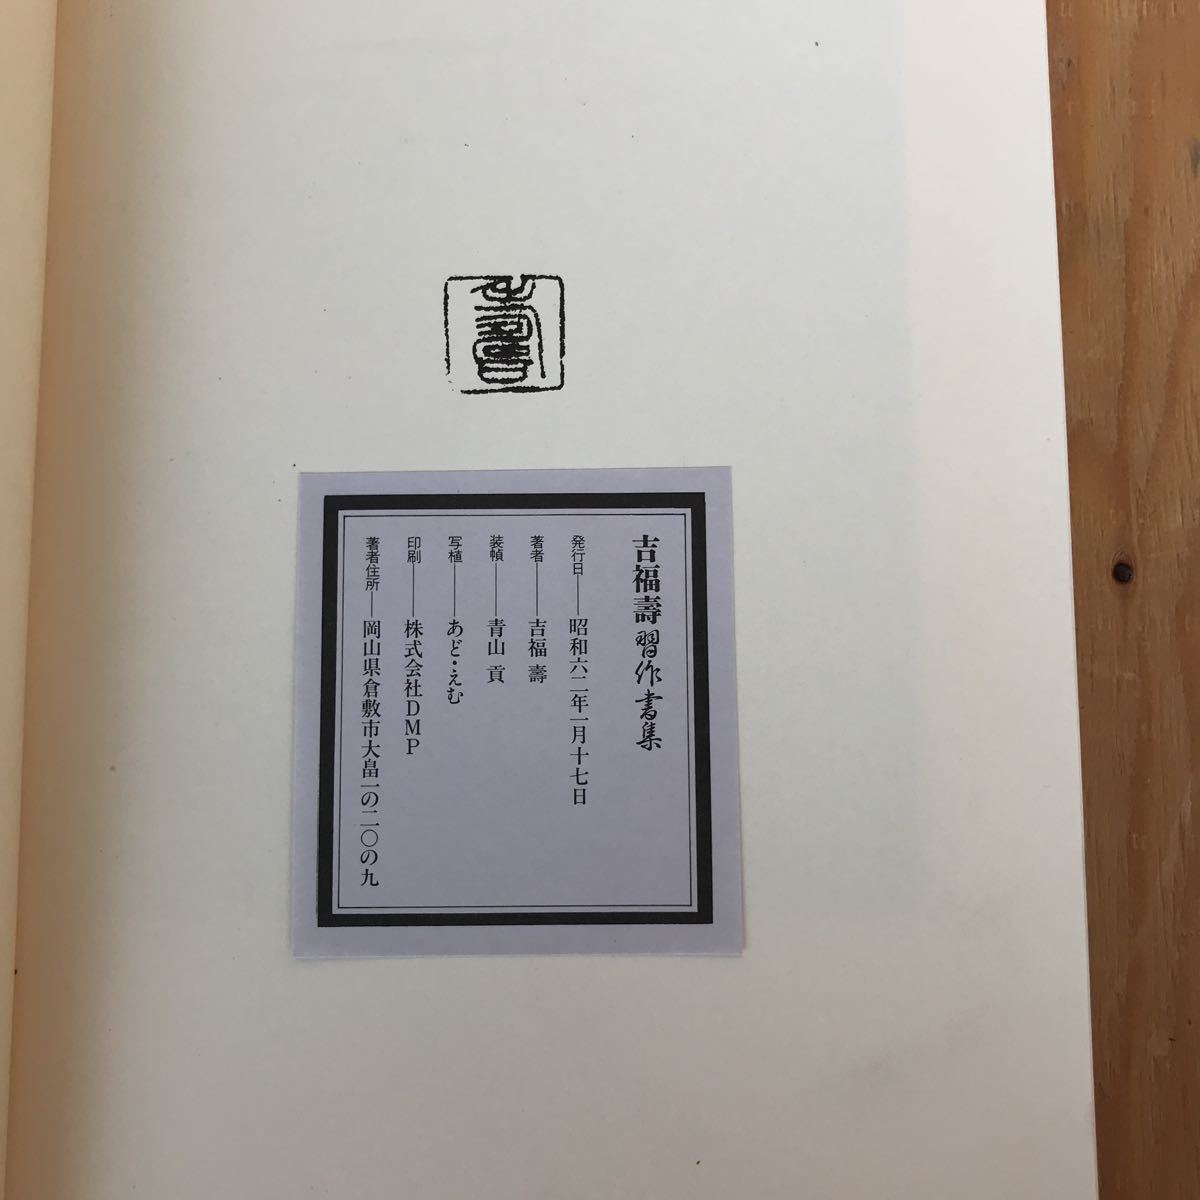 壽
吉福壽習作書集
発行日―昭和六二年一月十七日
著者―吉福 壽
装幀―青山 貢
写植―あど・えむ
印刷―株式会社DMP
著者住所―岡山県倉敷市大畠一の二〇の九